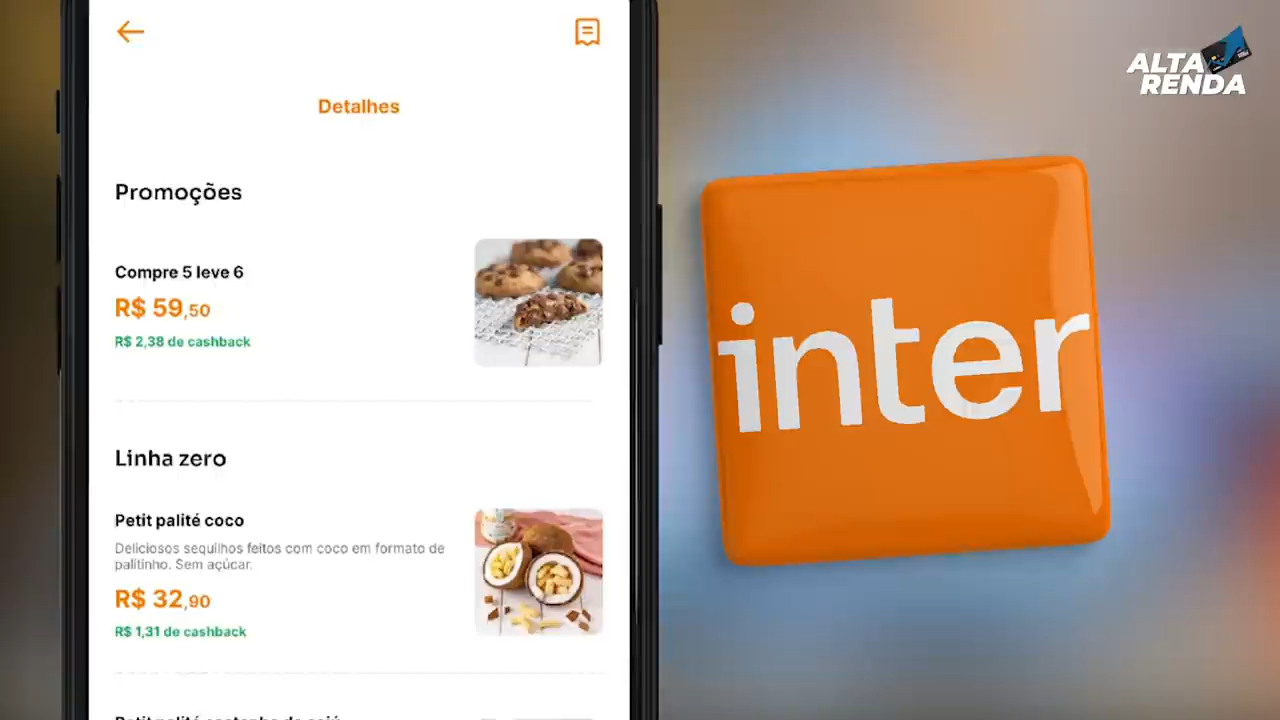 Detalhes
Promoções
Compre 5 leve 6
R$ 59,50
R$ 2,38 de cashback
Linha zero
Petit palité coco
Deliciosos sequilhos feitos com coco em formato de
palitinho. Sem açúcar.
R$ 32,90
R$ 1,31 de cashback
inter
ALTA
RENDA